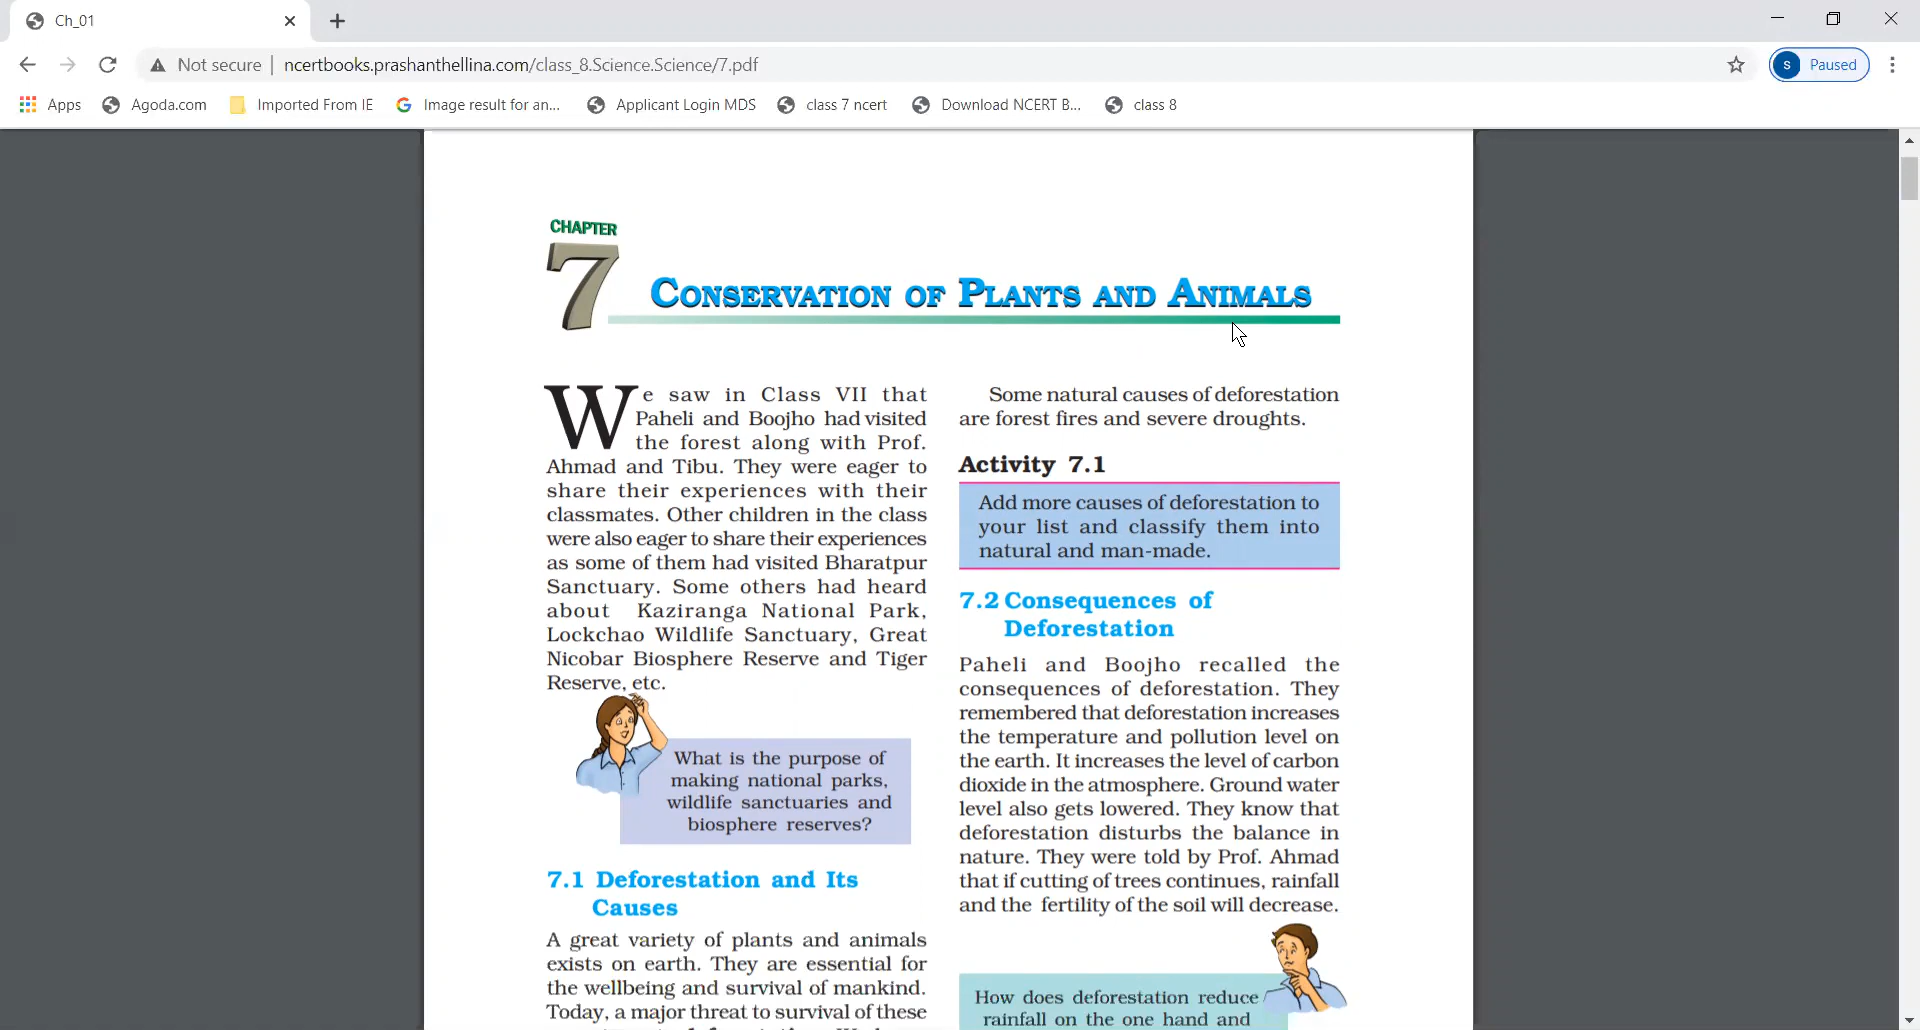 Ch_01
Not secure
ncertbooks.prashanthellina.com/class_8.Science.Science/7.pdf
S Paused
Apps
Agoda.com
Imported From IE
G Image result for an...
Applicant Login MDS
class 7 ncert
Download NCERT B...
class 8
CHAPTER
7
CONSERVATION OF PLANTS AND ANIMALS
We saw in Class VII that
Paheli and Boojho had visited
the forest along with Prof.
Ahmad and Tibu. They were eager to
share their experiences with their
classmates. Other children in the class
were also eager to share their experiences
as some of them had visited Bharatpur
Sanctuary. Some others had heard
about Kaziranga National Park,
Lockchao Wildlife Sanctuary, Great
Nicobar Biosphere Reserve and Tiger
Reserve, etc.
What is the purpose of
making national parks,
wildlife sanctuaries and
biosphere reserves?
7.1 Deforestation and Its
Causes
A great variety of plants and animals
exists on earth. They are essential for
the wellbeing and survival of mankind.
Today, a major threat to survival of these
Some natural causes of deforestation
are forest fires and severe droughts.
Activity 7.1
Add more causes of deforestation to
your list and classify them into
natural and man-made.
7.2 Consequences of
Deforestation
Paheli and Boojho recalled the
consequences of deforestation. They
remembered that deforestation increases
the temperature and pollution level on
the earth. It increases the level of carbon
dioxide in the atmosphere. Ground water
level also gets lowered. They know that
deforestation disturbs the balance in
nature. They were told by Prof. Ahmad
that if cutting of trees continues, rainfall
and the fertility of the soil will decrease.
How does deforestation reduce
rainfall on the one hand and